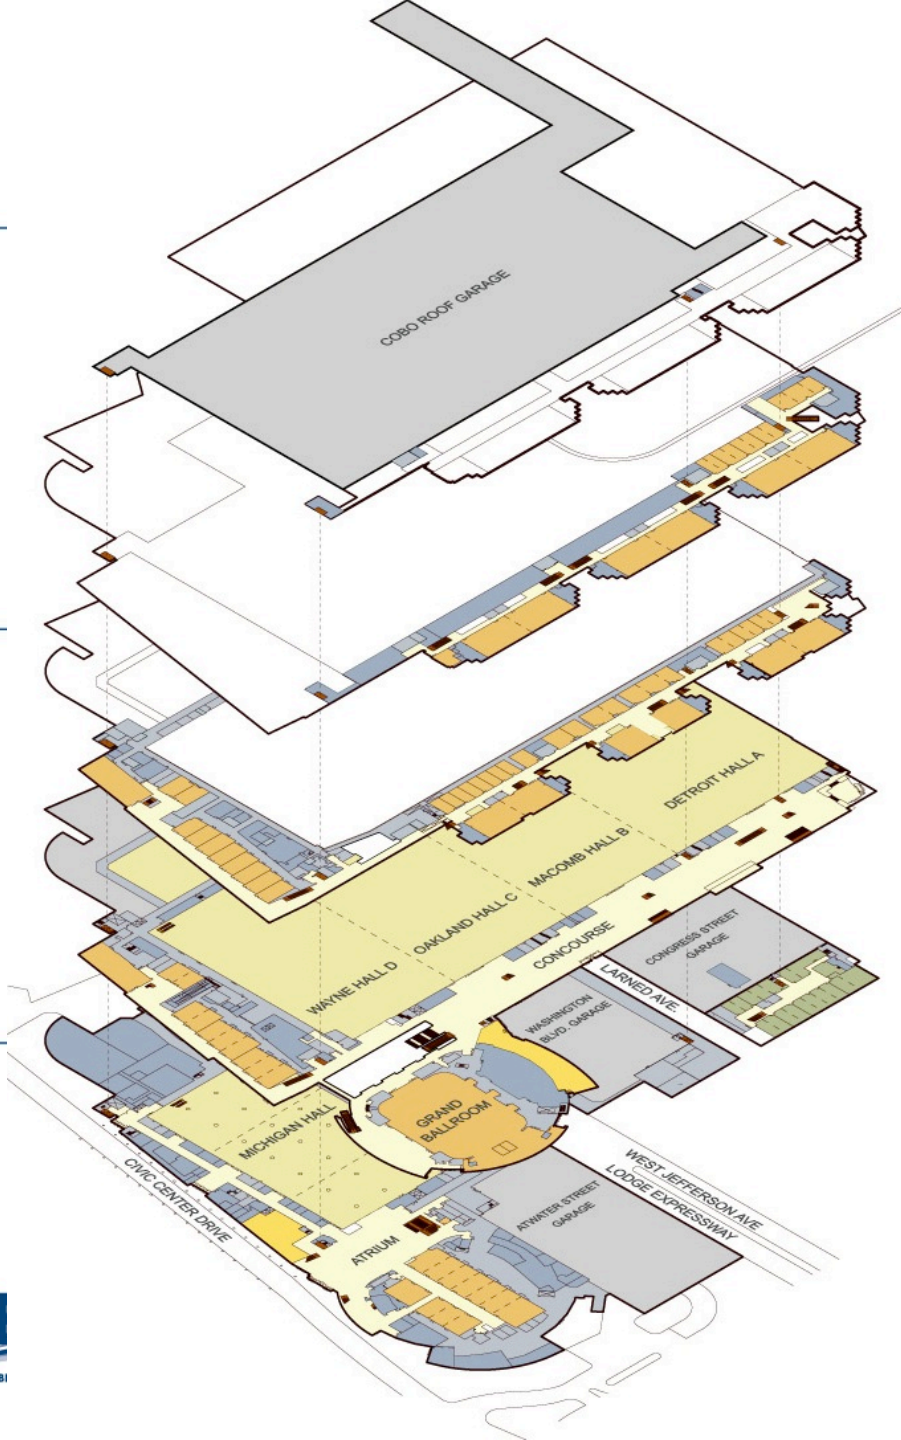 COBO ROOF GARAGE
DETROIT HALL A
MACOMB HALL B
OAKLAND HALL C
WAYNE HALL D
CONCOURSE
CONGRESS STREET
GARAGE
LARNED AVE.
WASHINGTON
BLVD. GARAGE
GRAND
BALLROOM
MICHIGAN HALL
CIVIC CENTER DRIVE
ATRIUM
ATWATER STREET
GARAGE
WEST JEFFERSON AVE
LODGE EXPRESSWAY